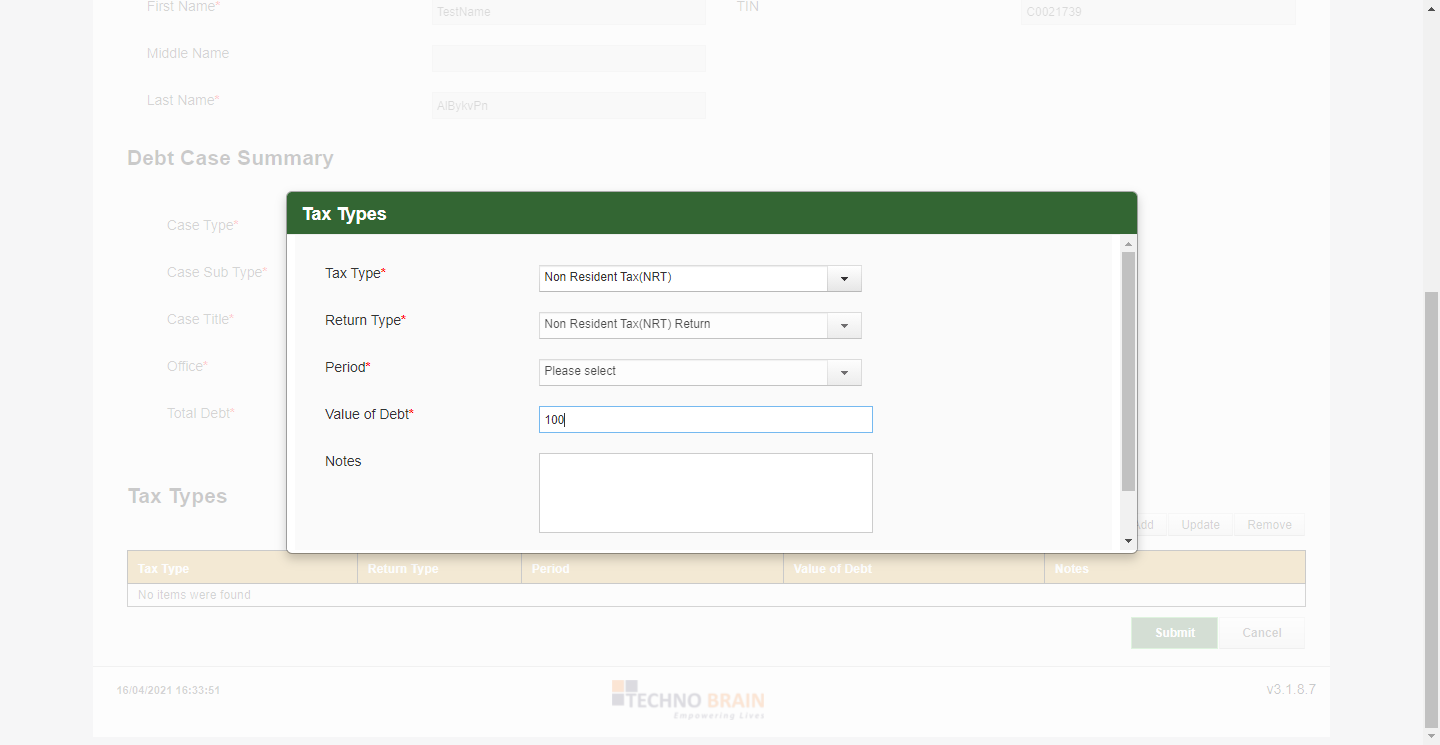 First Name*
TestName
TIN
C0021739
Middle Name
Last Name*
AlBykvPn
Debt Case Summary
Case Type*
Case Sub Type*
Case Title*
Office*
Total Debt*
Tax Types
Tax Type*
Non Resident Tax(NRT)
Return Type*
Non Resident Tax(NRT) Return
Period*
Please select
Value of Debt*
100
Notes
Tax Types
Update
Remove
Tax Type
Return Type
Period
Value of Debt
Notes
No items were found
Submit
Cancel
16/04/2021 16:33:51
TECHNO BRAIN
Empowering Lives
v3.1.8.7